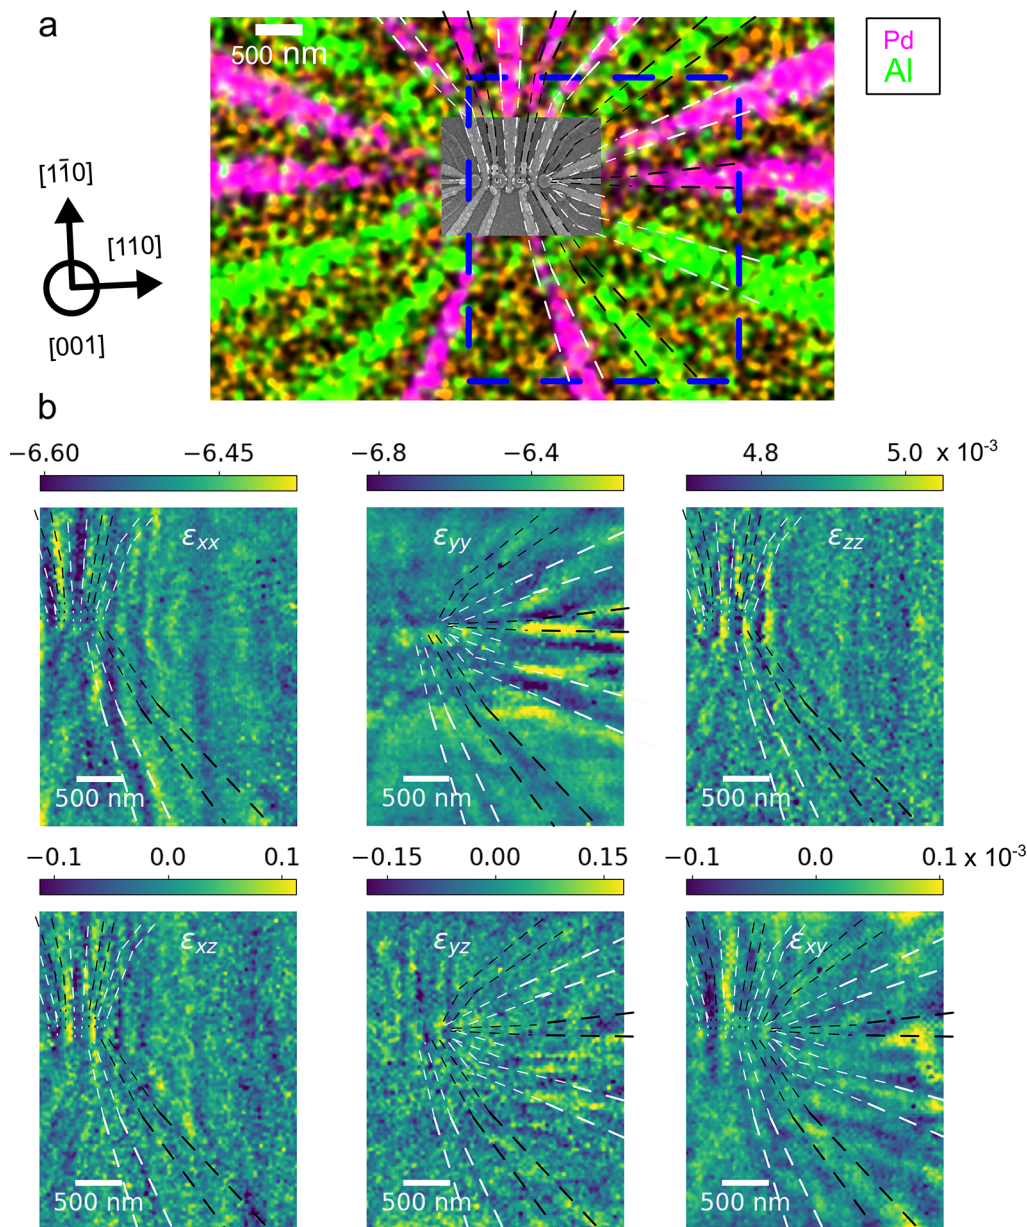 a
500 nm
Pd
Al
[11̄0]
[110]
[001]
b
−6.60 −6.45
−6.8 −6.4
4.8 5.0 x 10⁻³
εxx
εyy
εzz
500 nm
500 nm
500 nm
−0.1 0.0 0.1
−0.15 0.00 0.15
−0.1 0.0 0.1 x 10⁻³
εxz
εyz
εxy
500 nm
500 nm
500 nm